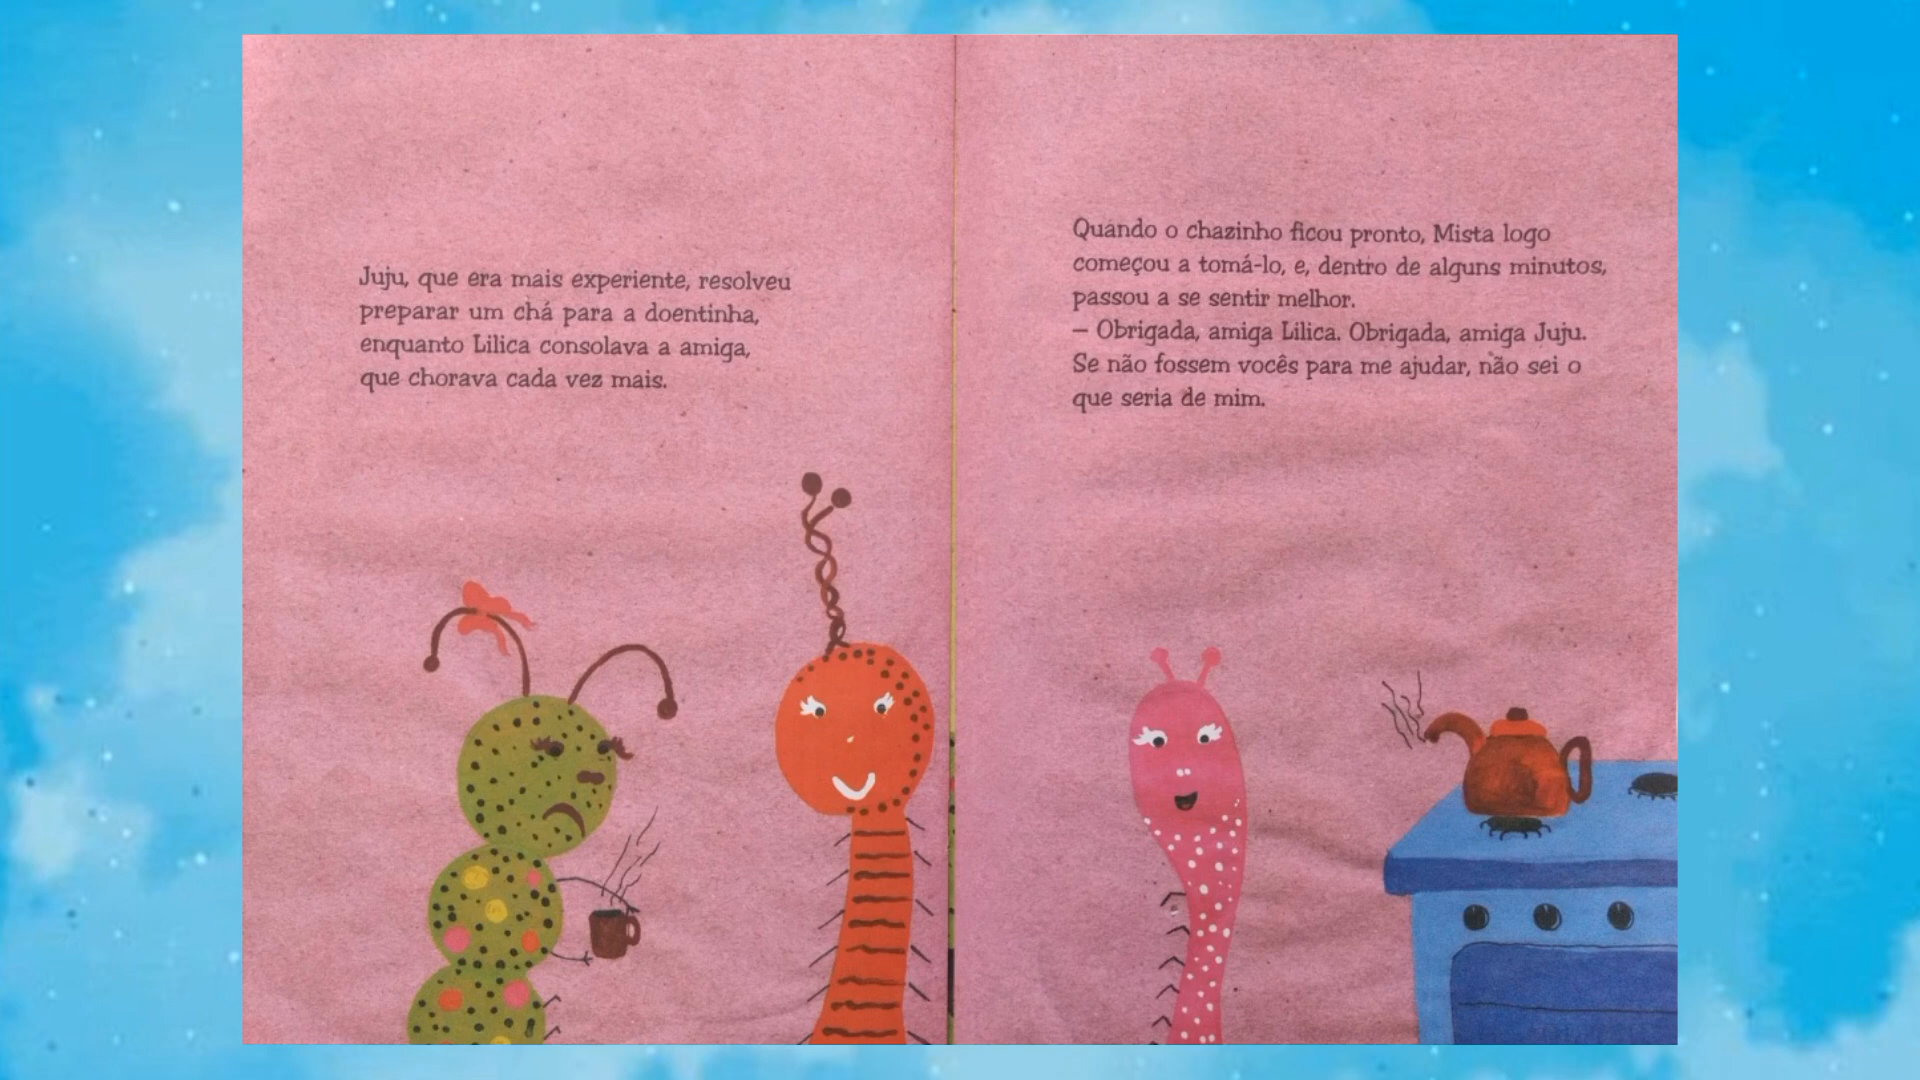 Juju, que era mais experiente, resolveu
preparar um chá para a doentinha,
enquanto Lilica consolava a amiga,
que chorava cada vez mais.
Quando o chazinho ficou pronto, Mista logo
começou a tomá-lo, e, dentro de alguns minutos,
passou a se sentir melhor.
– Obrigada, amiga Lilica. Obrigada, amiga Juju.
Se não fossem vocês para me ajudar, não sei o
que seria de mim.